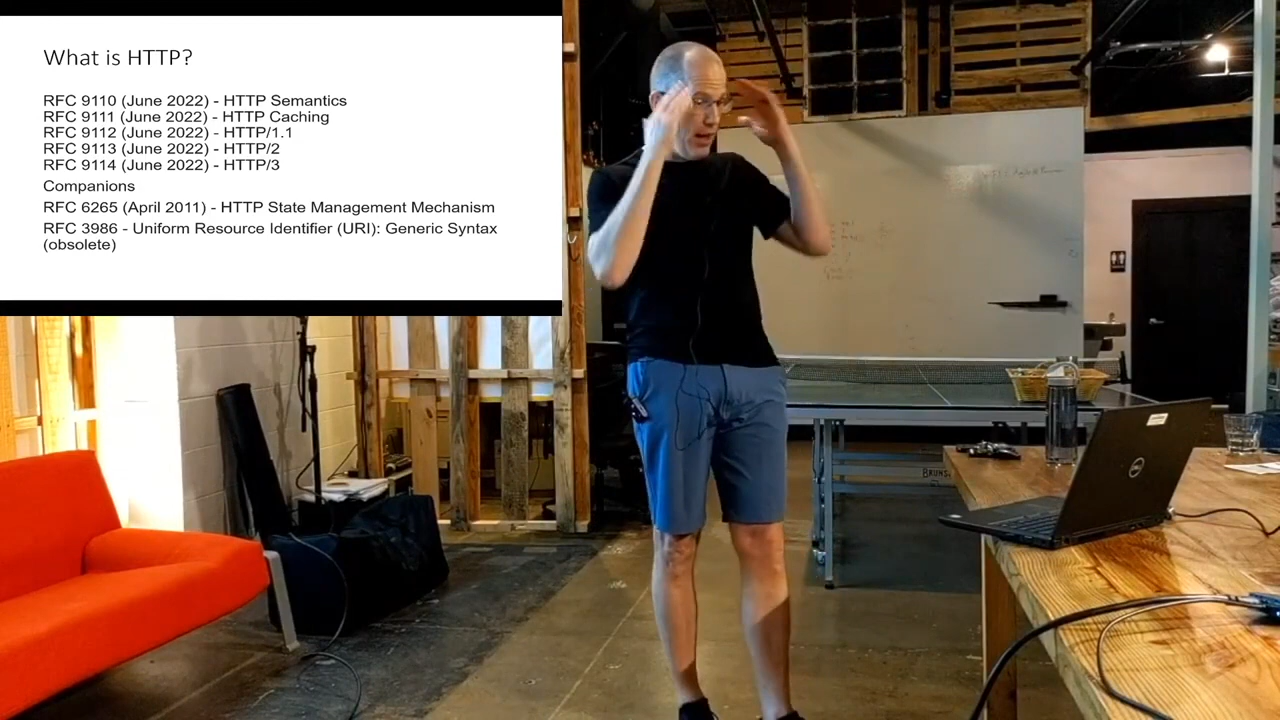 What is HTTP?
RFC 9110 (June 2022) - HTTP Semantics
RFC 9111 (June 2022) - HTTP Caching
RFC 9112 (June 2022) - HTTP/1.1
RFC 9113 (June 2022) - HTTP/2
RFC 9114 (June 2022) - HTTP/3
Companions
RFC 6265 (April 2011) - HTTP State Management Mechanism
RFC 3986 - Uniform Resource Identifier (URI): Generic Syntax
(obsolete)
DELL